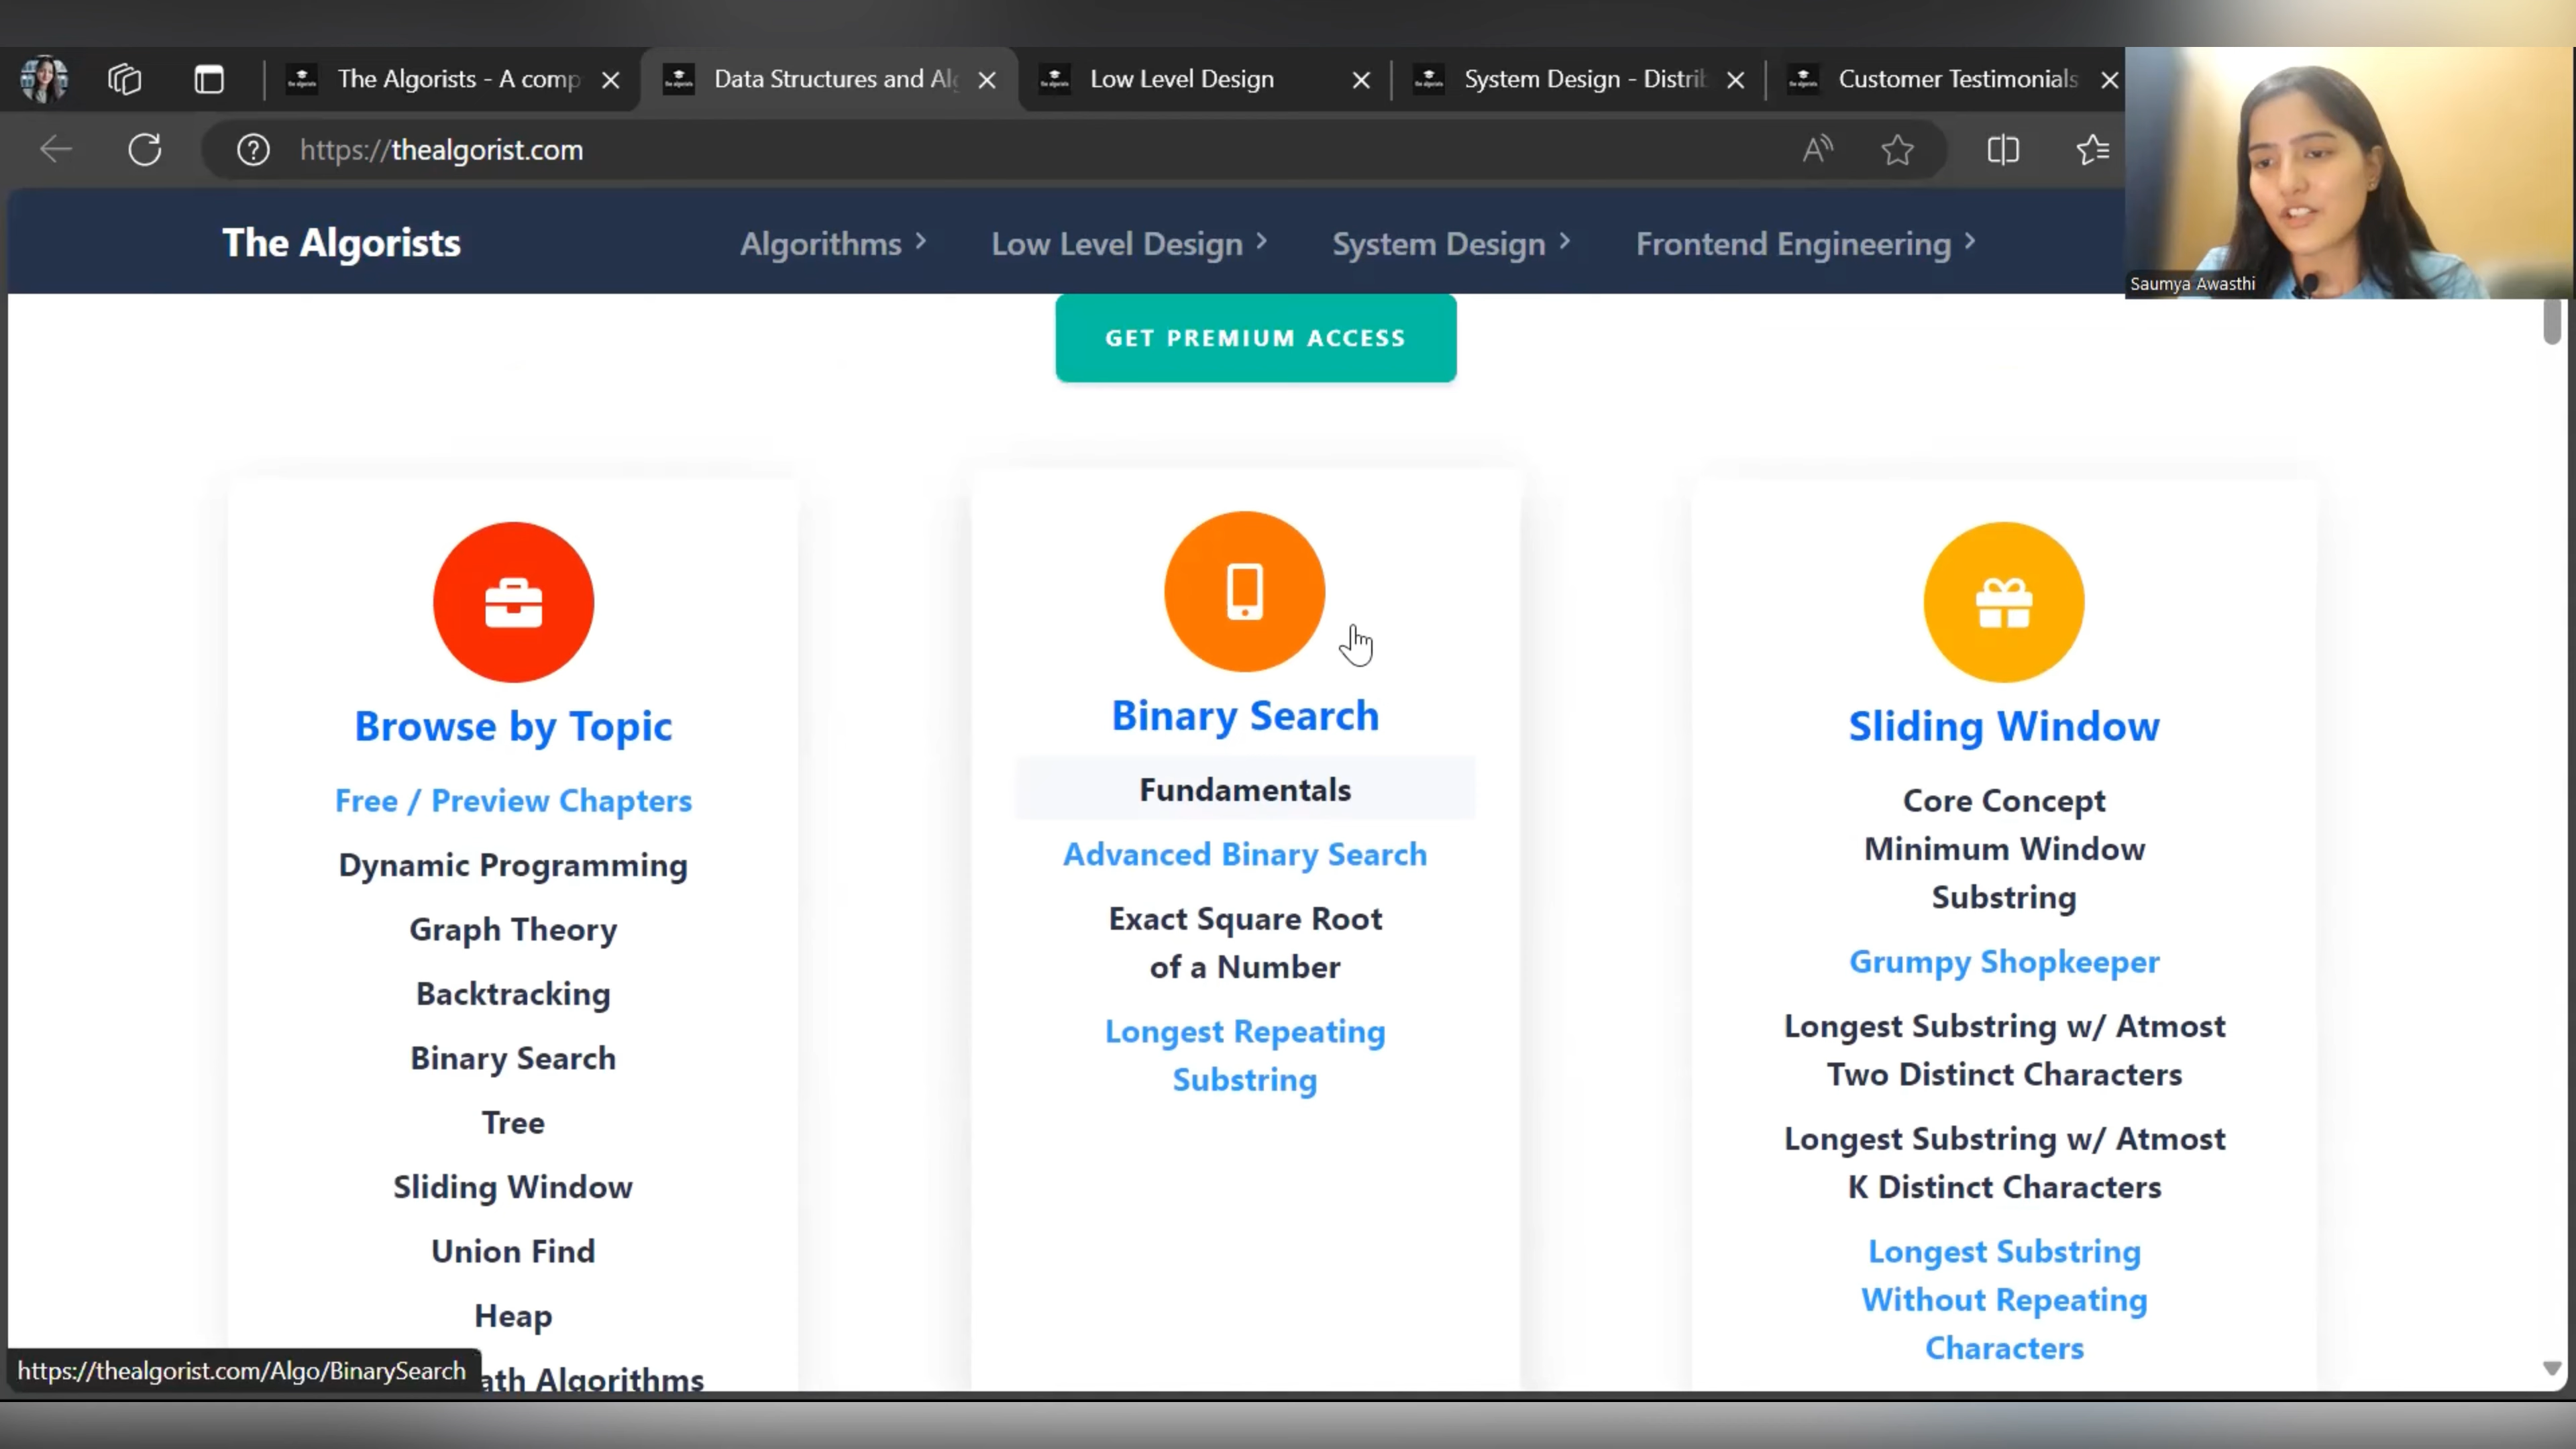 The Algorists - A comp
Data Structures and Alg
Low Level Design
System Design - Distrib
Customer Testimonials
https://thealgorist.com
Saumya Awasthi
The Algorists
Algorithms
Low Level Design
System Design
Frontend Engineering
GET PREMIUM ACCESS
Browse by Topic
Free / Preview Chapters
Dynamic Programming
Graph Theory
Backtracking
Binary Search
Tree
Sliding Window
Union Find
Heap
ath Algorithms
Binary Search
Fundamentals
Advanced Binary Search
Exact Square Root
of a Number
Longest Repeating
Substring
Sliding Window
Core Concept
Minimum Window
Substring
Grumpy Shopkeeper
Longest Substring w/ Atmost
Two Distinct Characters
Longest Substring w/ Atmost
K Distinct Characters
Longest Substring
Without Repeating
Characters
https://thealgorist.com/Algo/BinarySearch